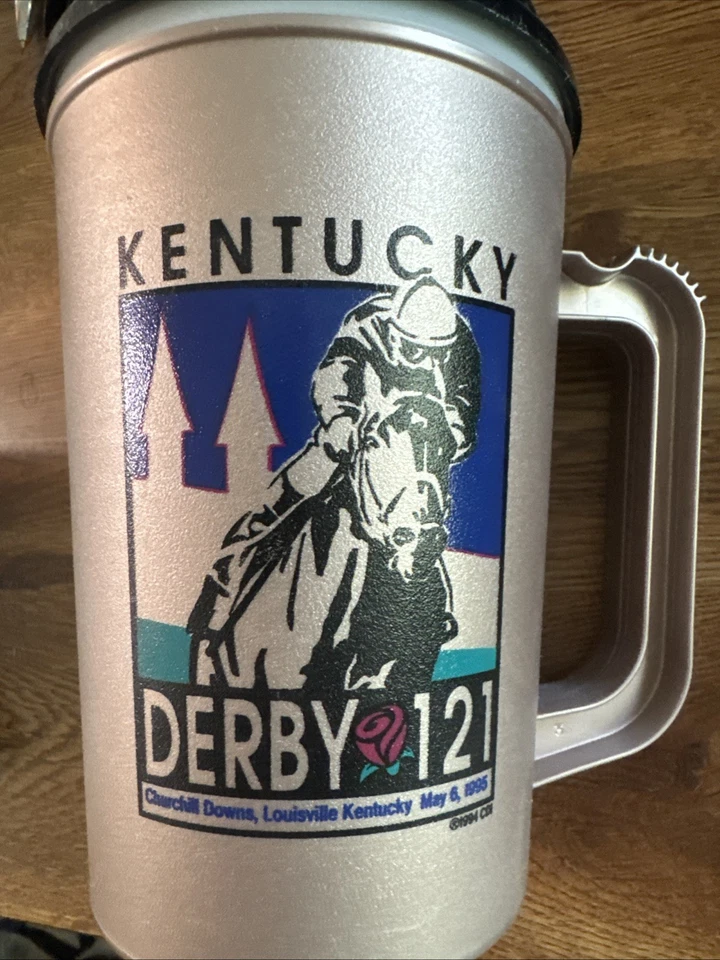 KENTUCKY
DERBY 121
Churchill Downs, Louisville Kentucky May 6, 1995
©1994 CDI